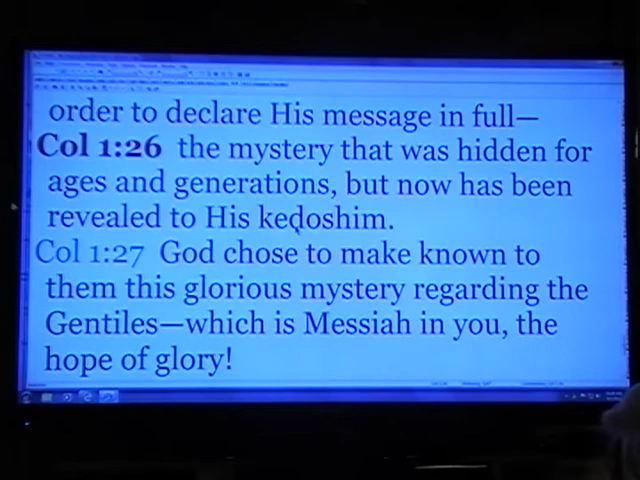 order to declare His message in full—
Col 1:26 the mystery that was hidden for
ages and generations, but now has been
revealed to His kedoshim.
Col 1:27 God chose to make known to
them this glorious mystery regarding the
Gentiles—which is Messiah in you, the
hope of glory!